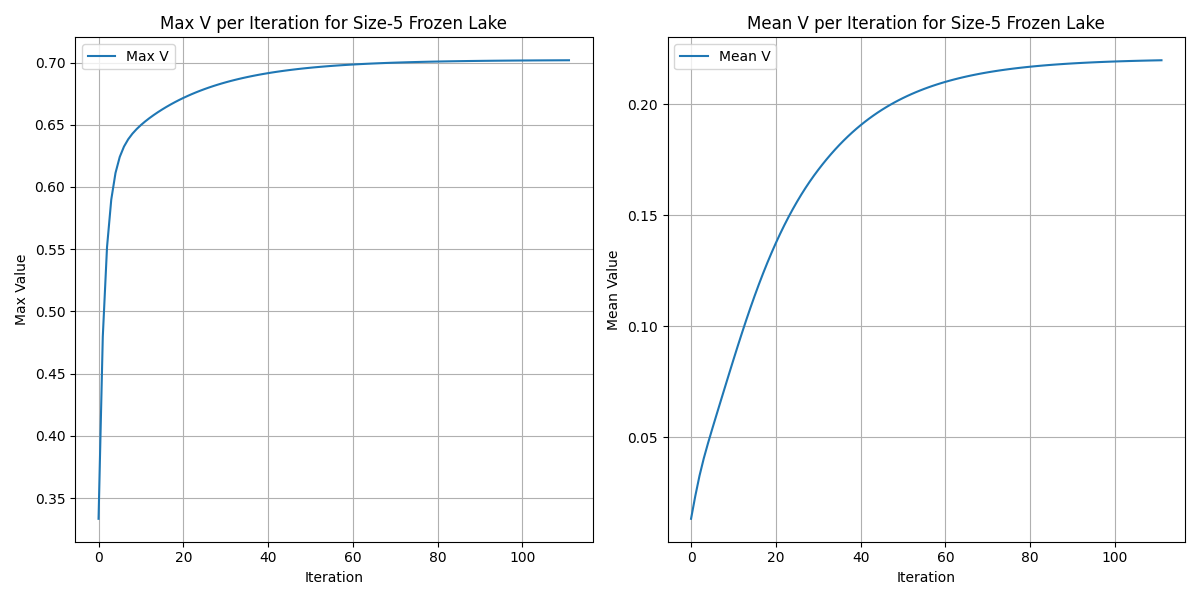 Max V per Iteration for Size-5 Frozen Lake
Max V
0.70
0.65
0.60
0.55
0.50
0.45
0.40
0.35
Max Value
0 20 40 60 80 100
Iteration
Mean V per Iteration for Size-5 Frozen Lake
Mean V
0.20
0.15
0.10
0.05
Mean Value
0 20 40 60 80 100
Iteration